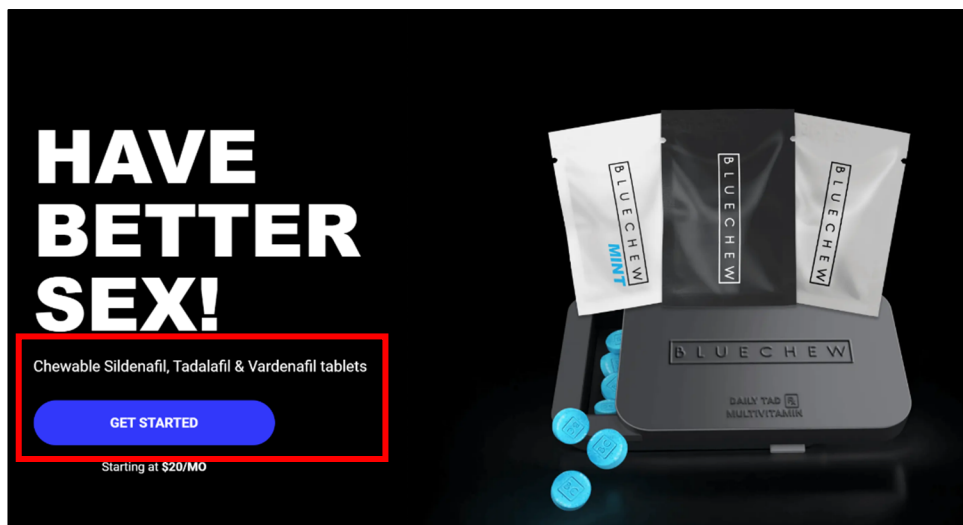 HAVE
BETTER
SEX!
Chewable Sildenafil, Tadalafil & Vardenafil tablets
GET STARTED
Starting at $20/MO
BLUECHEW
MINT
BLUECHEW
BLUECHEW
BLUECHEW
DAILY TAD Rx
MULTIVITAMIN